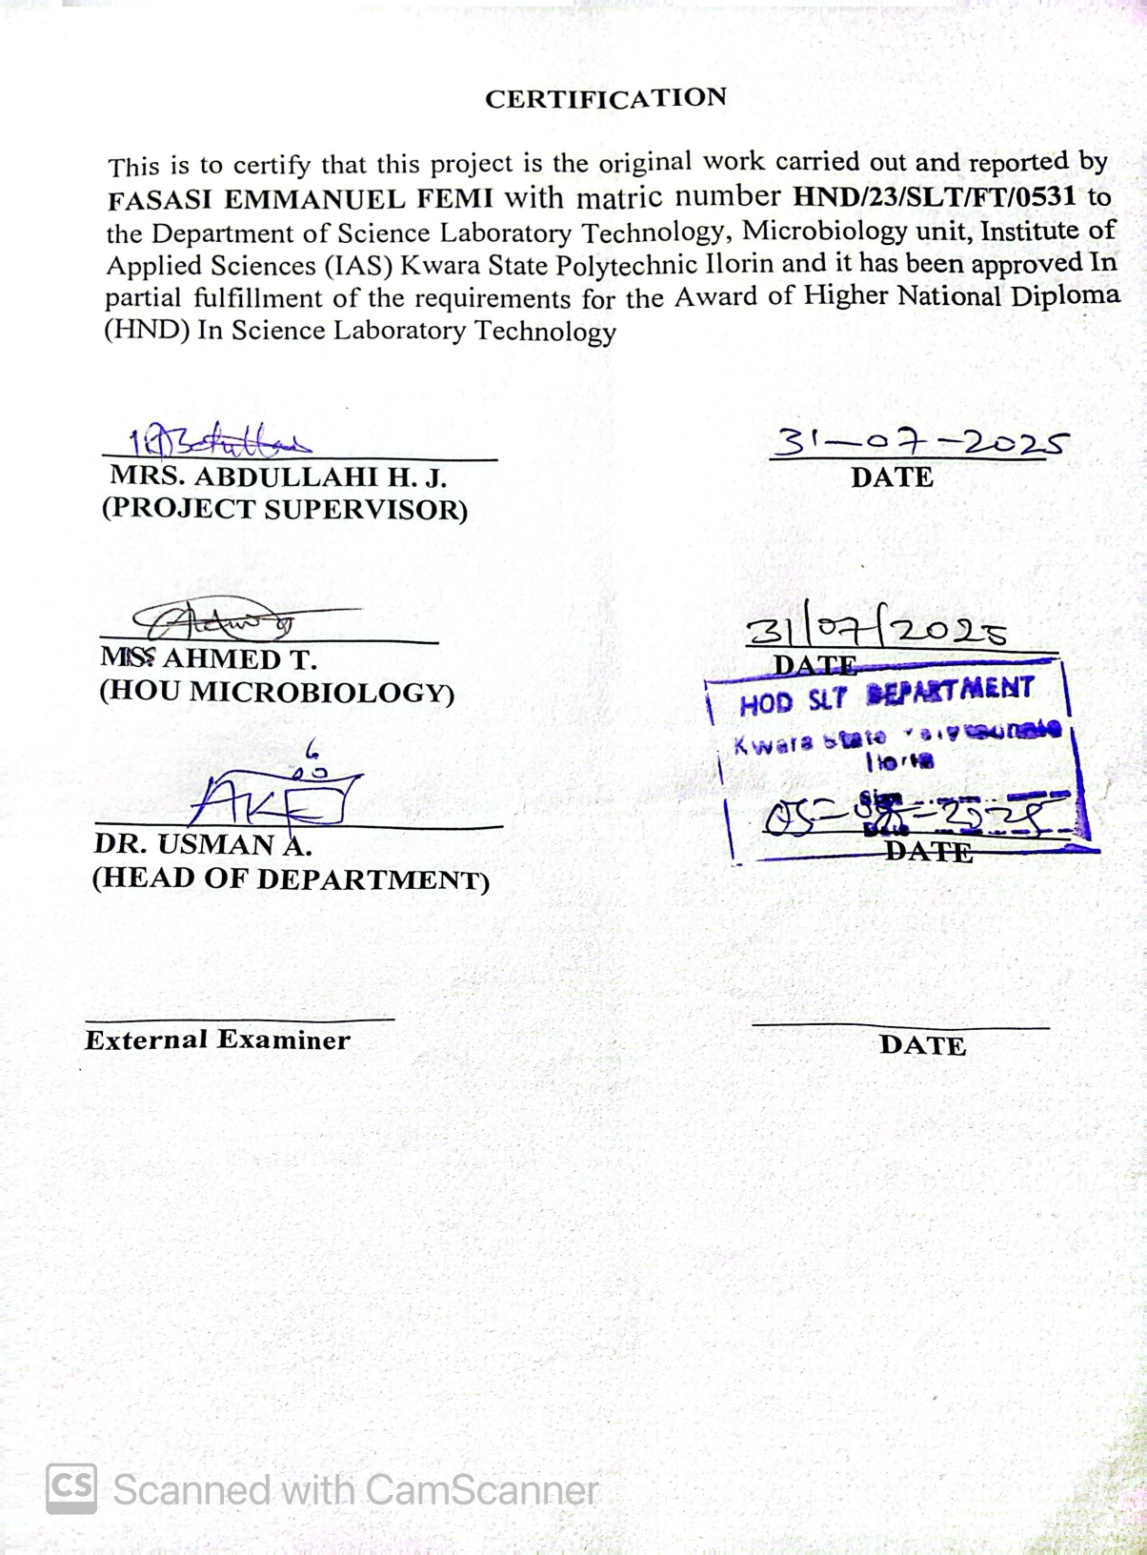 CERTIFICATION
This is to certify that this project is the original work carried out and reported by
FASASI EMMANUEL FEMI with matric number HND/23/SLT/FT/0531 to
the Department of Science Laboratory Technology, Microbiology unit, Institute of
Applied Sciences (IAS) Kwara State Polytechnic Ilorin and it has been approved In
partial fulfillment of the requirements for the Award of Higher National Diploma
(HND) In Science Laboratory Technology
31-07-2025
MRS. ABDULLAHI H. J. DATE
(PROJECT SUPERVISOR)
31/07/2025
AHMED T. DATE
(HOU MICROBIOLOGY)
HOD SLT DEPARTMENT
Kwara State
Ilorin
DR. USMAN A. DATE
(HEAD OF DEPARTMENT)
External Examiner DATE
CS Scanned with CamScanner